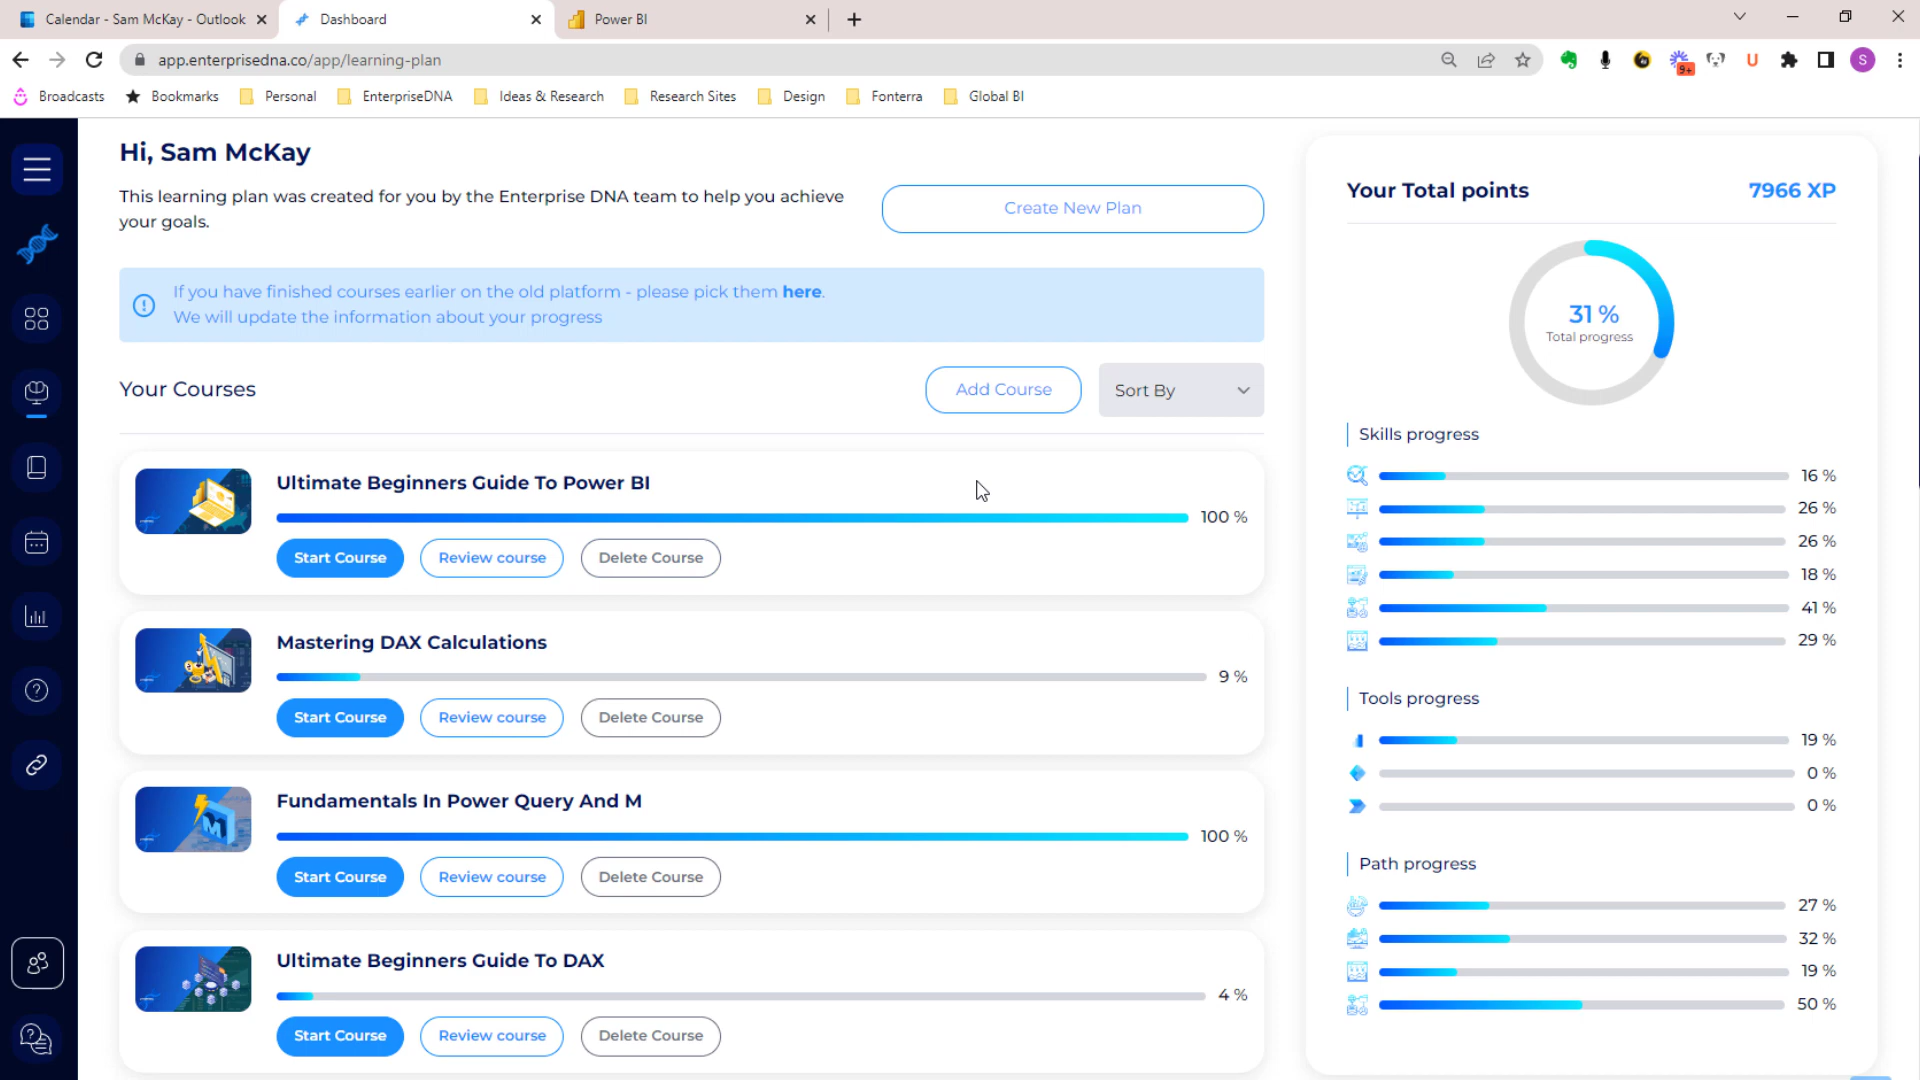 Calendar - Sam McKay - Outlook
Dashboard
Power BI
app.enterprisedna.co/app/learning-plan
9+
U
S
Broadcasts
Bookmarks
Personal
EnterpriseDNA
Ideas & Research
Research Sites
Design
Fonterra
Global BI
Hi, Sam McKay
This learning plan was created for you by the Enterprise DNA team to help you achieve
your goals.
Create New Plan
If you have finished courses earlier on the old platform - please pick them here.
We will update the information about your progress
Your Courses
Add Course
Sort By
Ultimate Beginners Guide To Power BI
100 %
Start Course
Review course
Delete Course
Mastering DAX Calculations
9 %
Start Course
Review course
Delete Course
Fundamentals In Power Query And M
100 %
M
Start Course
Review course
Delete Course
Ultimate Beginners Guide To DAX
4 %
Start Course
Review course
Delete Course
Your Total points
7966 XP
31 %
Total progress
Skills progress
16 %
26 %
26 %
18 %
41 %
29 %
Tools progress
19 %
0 %
0 %
Path progress
27 %
32 %
19 %
50 %